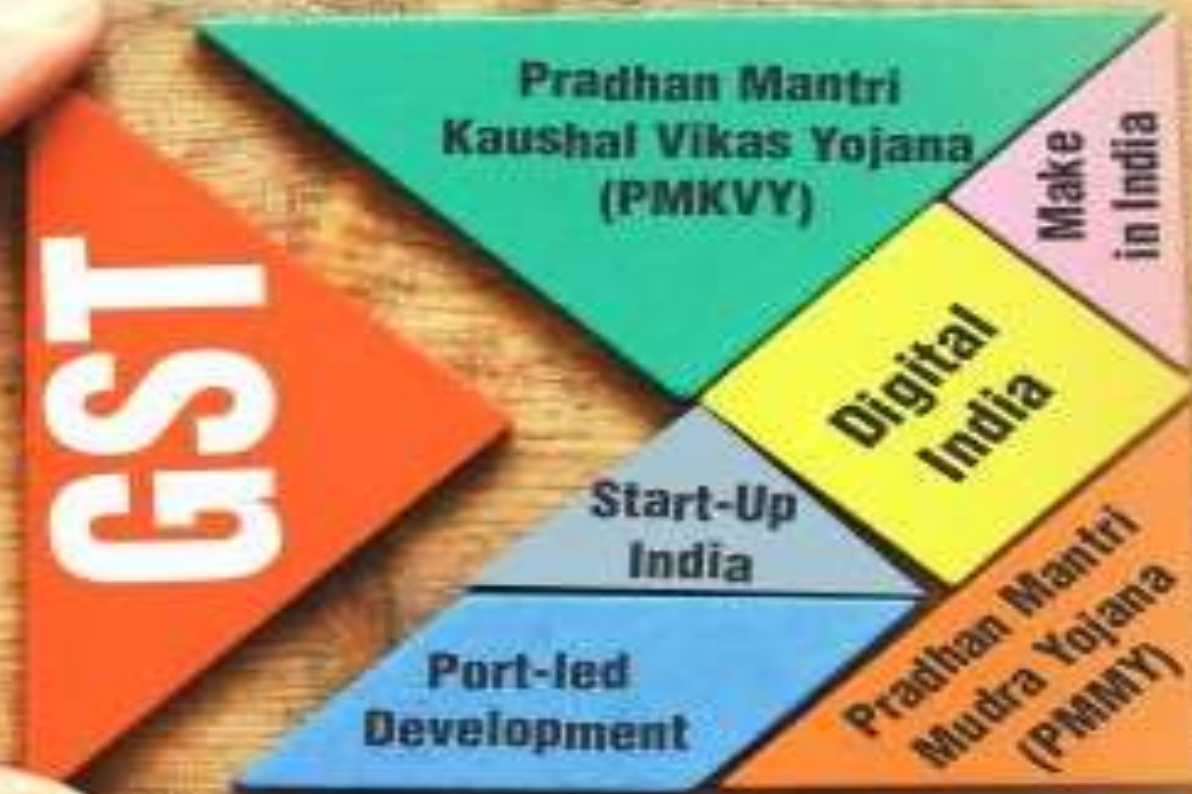 GST
Pradhan Mantri
Kaushal Vikas Yojana
(PMKVY)
Make
in India
Digital
India
Start-Up
India
Port-led
Development
Pradhan Mantri
Mudra Yojana
(PMMY)